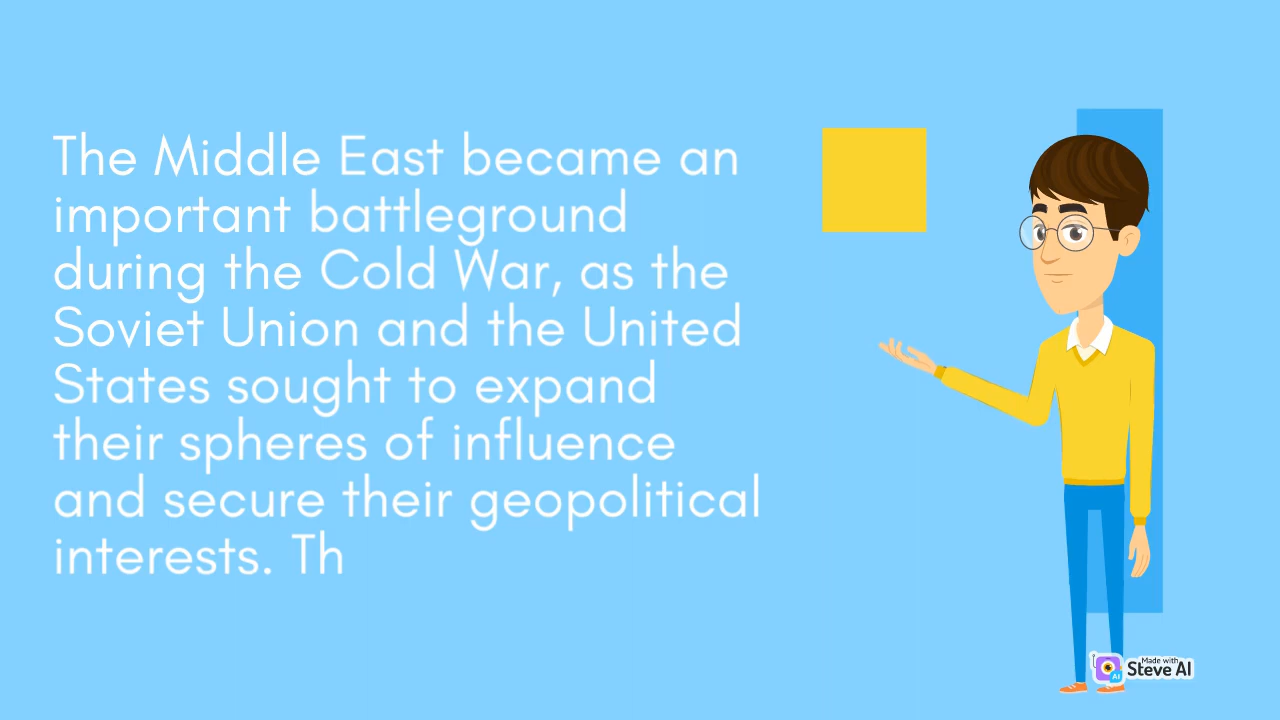 The Middle East became an
important battleground
during the Cold War, as the
Soviet Union and the United
States sought to expand
their spheres of influence
and secure their geopolitical
interests. Th
Made with
Steve AI
AI